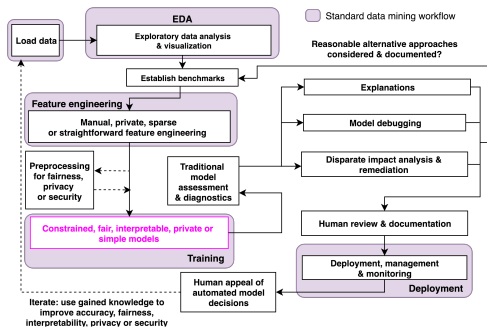 EDA
Standard data mining workflow
Load data
Exploratory data analysis
& visualization
Reasonable alternative approaches
considered & documented?
Establish benchmarks
Explanations
Feature engineering
Manual, private, sparse
or straightforward feature engineering
Model debugging
Preprocessing
for fairness,
privacy
or security
Traditional
model
assessment
& diagnostics
Disparate impact analysis &
remediation
Constrained, fair, interpretable, private or
simple models
Training
Human review & documentation
Deployment, management
& monitoring
Deployment
Human appeal of
automated model
decisions
Iterate: use gained knowledge to
improve accuracy, fairness,
interpretability, privacy or security